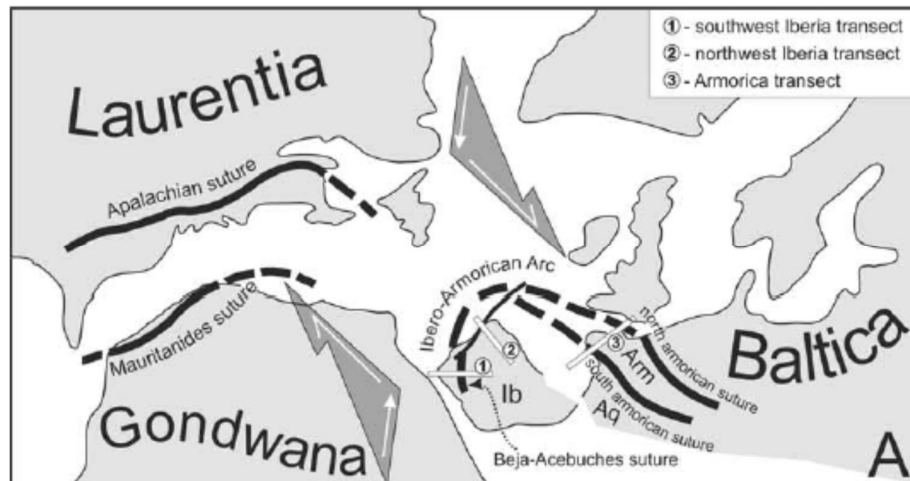 ① - southwest Iberia transect
② - northwest Iberia transect
③ - Armorica transect
Laurentia
Apalachian suture
Mauritanides suture
Gondwana
Ibero-Armorican Arc
①
②
③
Ib
Arm
Aq
north armorican suture
south armorican suture
Baltica
Beja-Acebuches suture
A